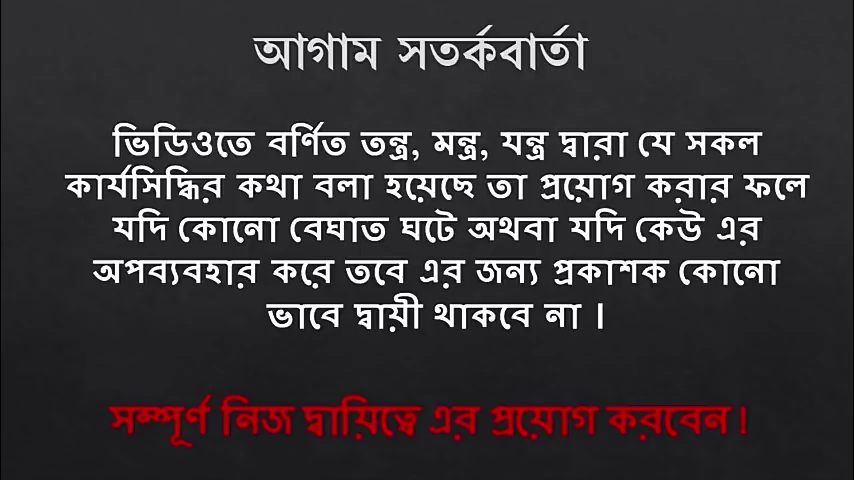 আগাম সতর্কবার্তা
ভিডিওতে বর্ণিত তন্ত্র, মন্ত্র, যন্ত্র দ্বারা যে সকল
কার্যসিদ্ধির কথা বলা হয়েছে তা প্রয়োগ করার ফলে
যদি কোনো বেঘাত ঘটে অথবা যদি কেউ এর
অপব্যবহার করে তবে এর জন্য প্রকাশক কোনো
ভাবে দ্বায়ী থাকবে না ।
সম্পূর্ণ নিজ দ্বায়িত্বে এর প্রয়োগ করবেন !